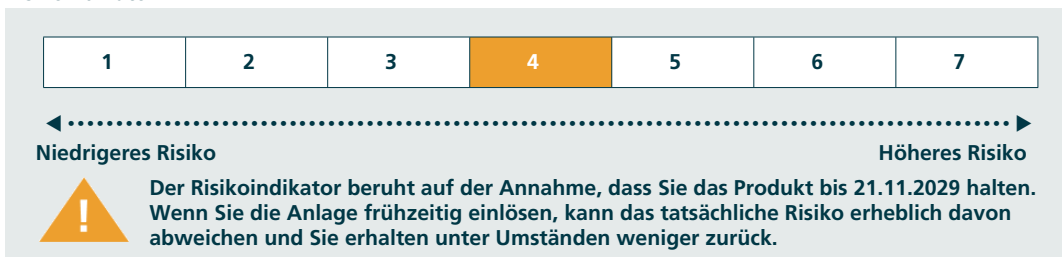 1 2 3 4 5 6 7
Niedrigeres Risiko Höheres Risiko
! Der Risikoindikator beruht auf der Annahme, dass Sie das Produkt bis 21.11.2029 halten.
Wenn Sie die Anlage frühzeitig einlösen, kann das tatsächliche Risiko erheblich davon
abweichen und Sie erhalten unter Umständen weniger zurück.